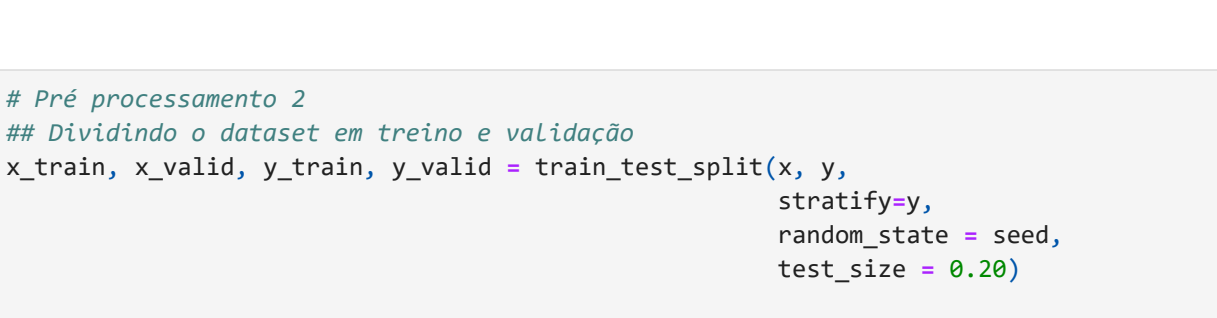 # Pré processamento 2
## Dividindo o dataset em treino e validação
x_train, x_valid, y_train, y_valid = train_test_split(x, y,
stratify=y,
random_state = seed,
test_size = 0.20)